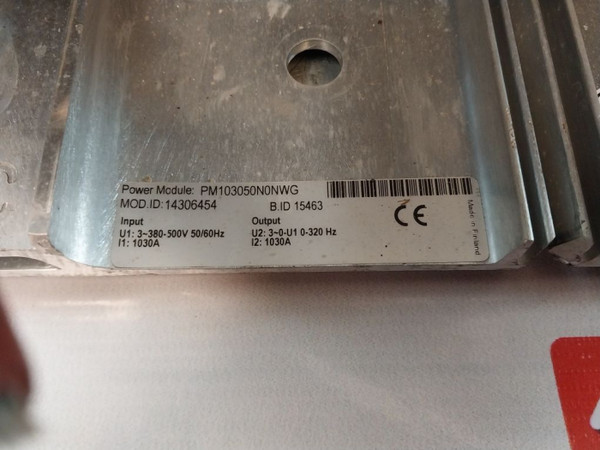 Power Module: PM103050N0NWG
MOD.ID:14306454 B.ID 15463
CE
Input Output
U1: 3~380-500V 50/60Hz U2: 3~0-U1 0-320 Hz
I1: 1030A I2: 1030A
Made in Finland